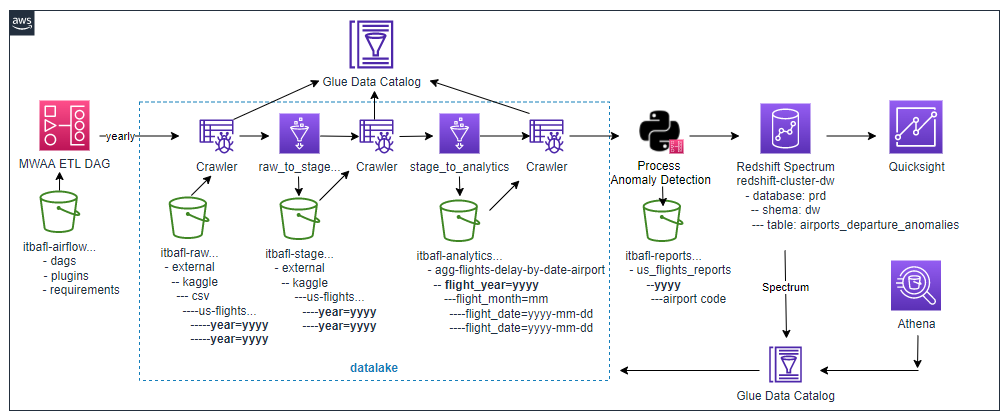 aws
Glue Data Catalog
yearly
MWAA ETL DAG
Crawler
raw_to_stage...
Crawler
stage_to_analytics
Crawler
Process
Anomaly Detection
Redshift Spectrum
redshift-cluster-dw
- database: prd
-- shema: dw
--- table: airports_departure_anomalies
Quicksight
itbafl-airflow...
- dags
- plugins
- requirements
itbafl-raw...
- external
-- kaggle
--- csv
----us-flights...
-----year=yyyy
-----year=yyyy
itbafl-stage...
- external
-- kaggle
---us-flights...
----year=yyyy
----year=yyyy
itbafl-analytics...
- agg-flights-delay-by-date-airport
-- flight_year=yyyy
---flight_month=mm
----flight_date=yyyy-mm-dd
----flight_date=yyyy-mm-dd
itbafl-reports...
- us_flights_reports
--yyyy
---airport code
Spectrum
Athena
datalake
Glue Data Catalog